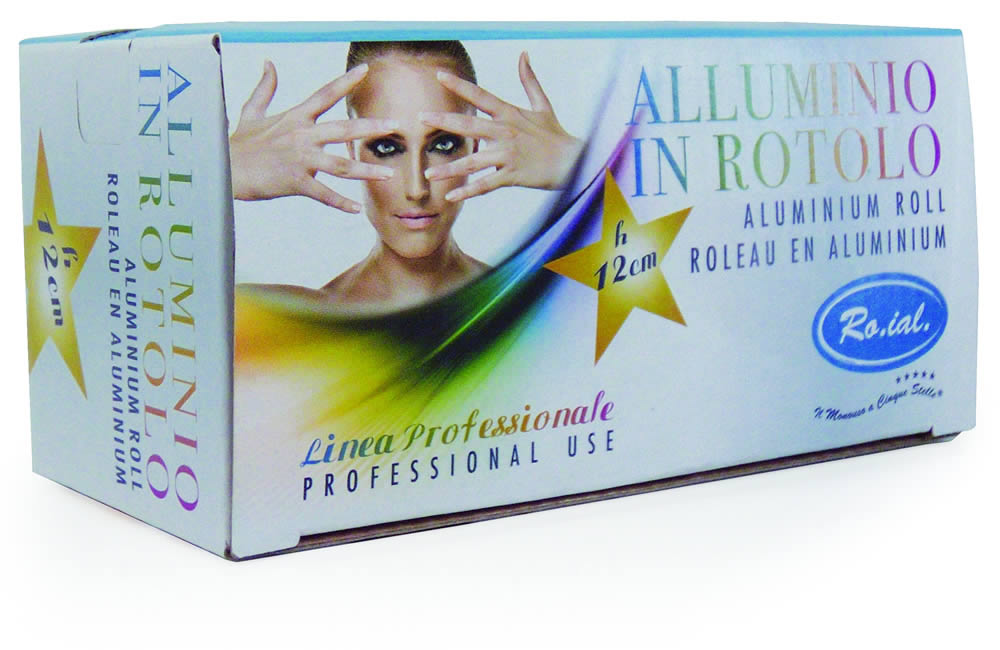 ALLUMINIO
IN ROTOLO
ALUMINIUM ROLL
ROLEAU EN ALUMINIUM
h
12cm
ALLUMINIO
IN ROTOLO
ALUMINIUM ROLL
ROLEAU EN ALUMINIUM
h
12cm
Ro.ial.
Il Monouso a Cinque Stelle®
Linea Professionale
PROFESSIONAL USE